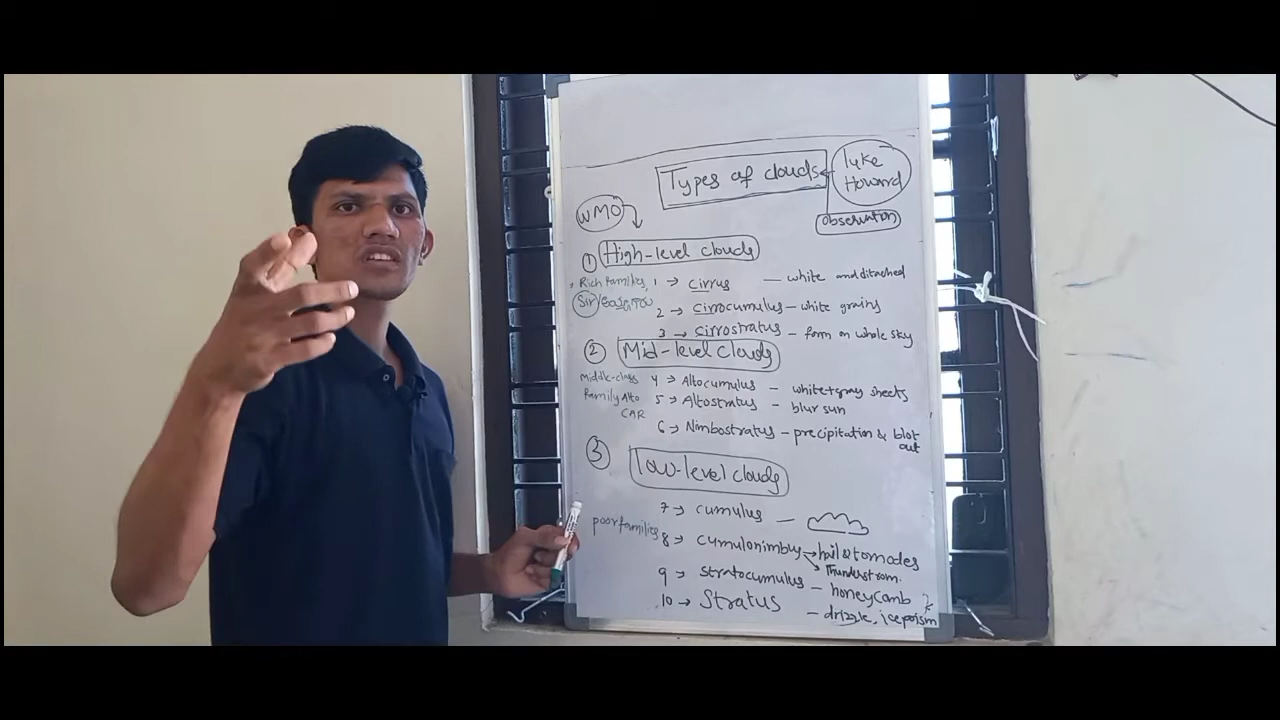 Types of clouds
luke
Howard
observation
WMO
1 High-level clouds
Rich families, 1 → cirrus — white and ditached
Sir/
2 → cirrocumulus – white grains
3 → cirrostratus – form on whole sky
2 Mid-level clouds
Middle-class 4 → Altocumulus – white+gray sheets
Family Alto 5 → Altostratus – blur sun
CAR
6 → Nimbostratus – precipitation & blot
out
3 low-level clouds
7 → cumulus —
poor families 8 → cumulonimbus → hail & tornodes
→ Thunderstrom.
9 → stratocumulus – honeycomb
10 → Stratus – drizzle, ice